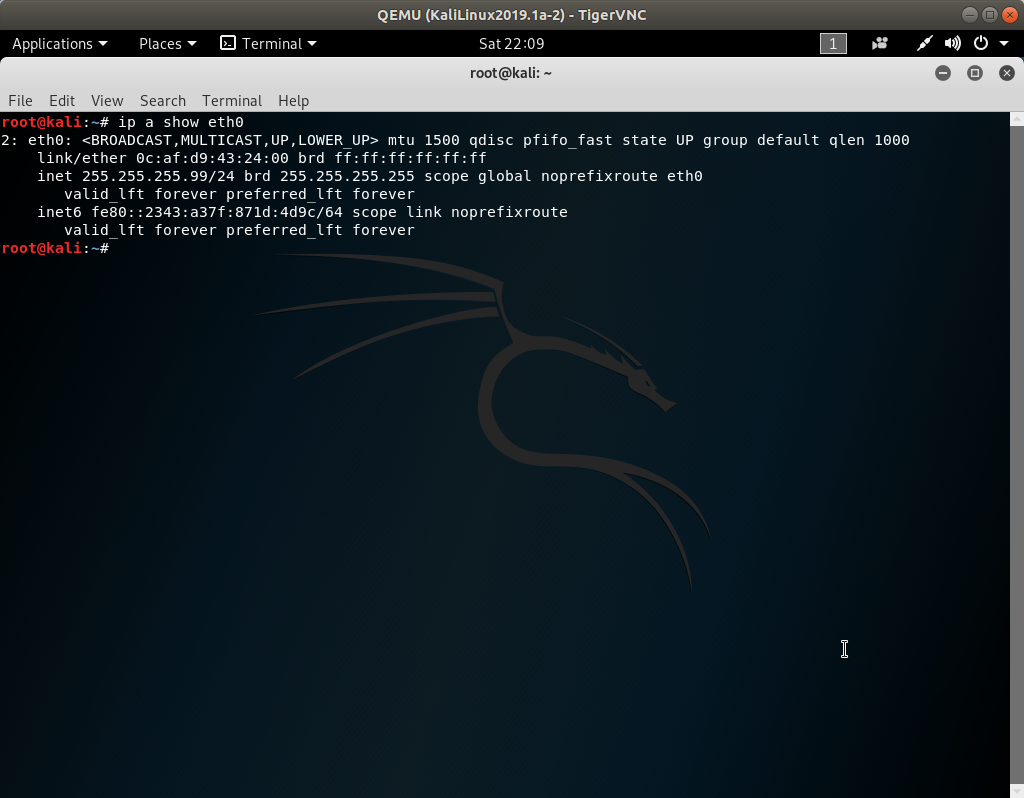 QEMU (KaliLinux2019.1a-2) - TigerVNC
Applications Places Terminal Sat 22:09 1
root@kali: ~
File Edit View Search Terminal Help
root@kali:~# ip a show eth0
2: eth0: <BROADCAST,MULTICAST,UP,LOWER_UP> mtu 1500 qdisc pfifo_fast state UP group default qlen 1000
    link/ether 0c:af:d9:43:24:00 brd ff:ff:ff:ff:ff:ff
    inet 255.255.255.99/24 brd 255.255.255.255 scope global noprefixroute eth0
       valid_lft forever preferred_lft forever
    inet6 fe80::2343:a37f:871d:4d9c/64 scope link noprefixroute
       valid_lft forever preferred_lft forever
root@kali:~#